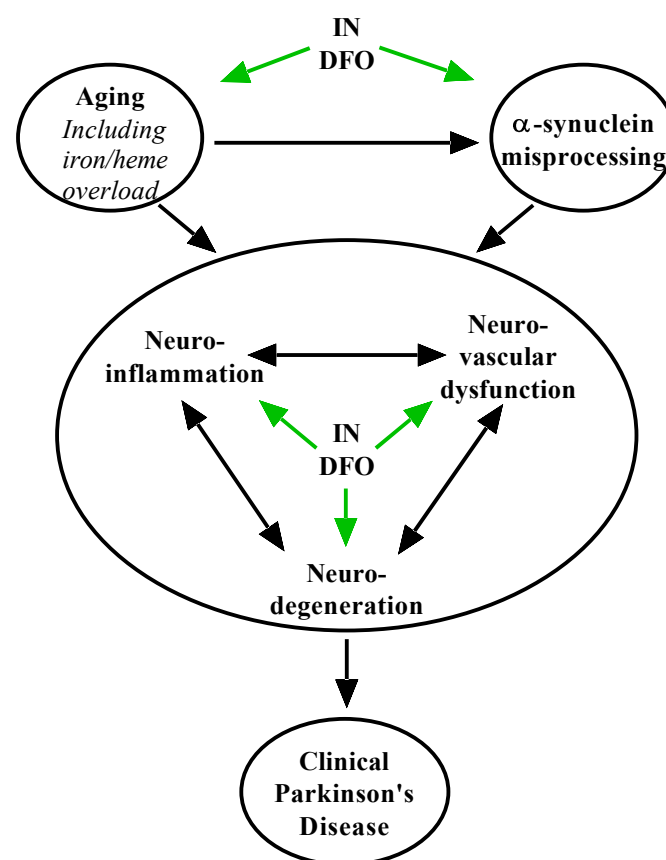 IN
DFO
Aging
Including
iron/heme
overload
α-synuclein
misprocessing
Neuro-
inflammation
Neuro-
vascular
dysfunction
IN
DFO
Neuro-
degeneration
Clinical
Parkinson's
Disease